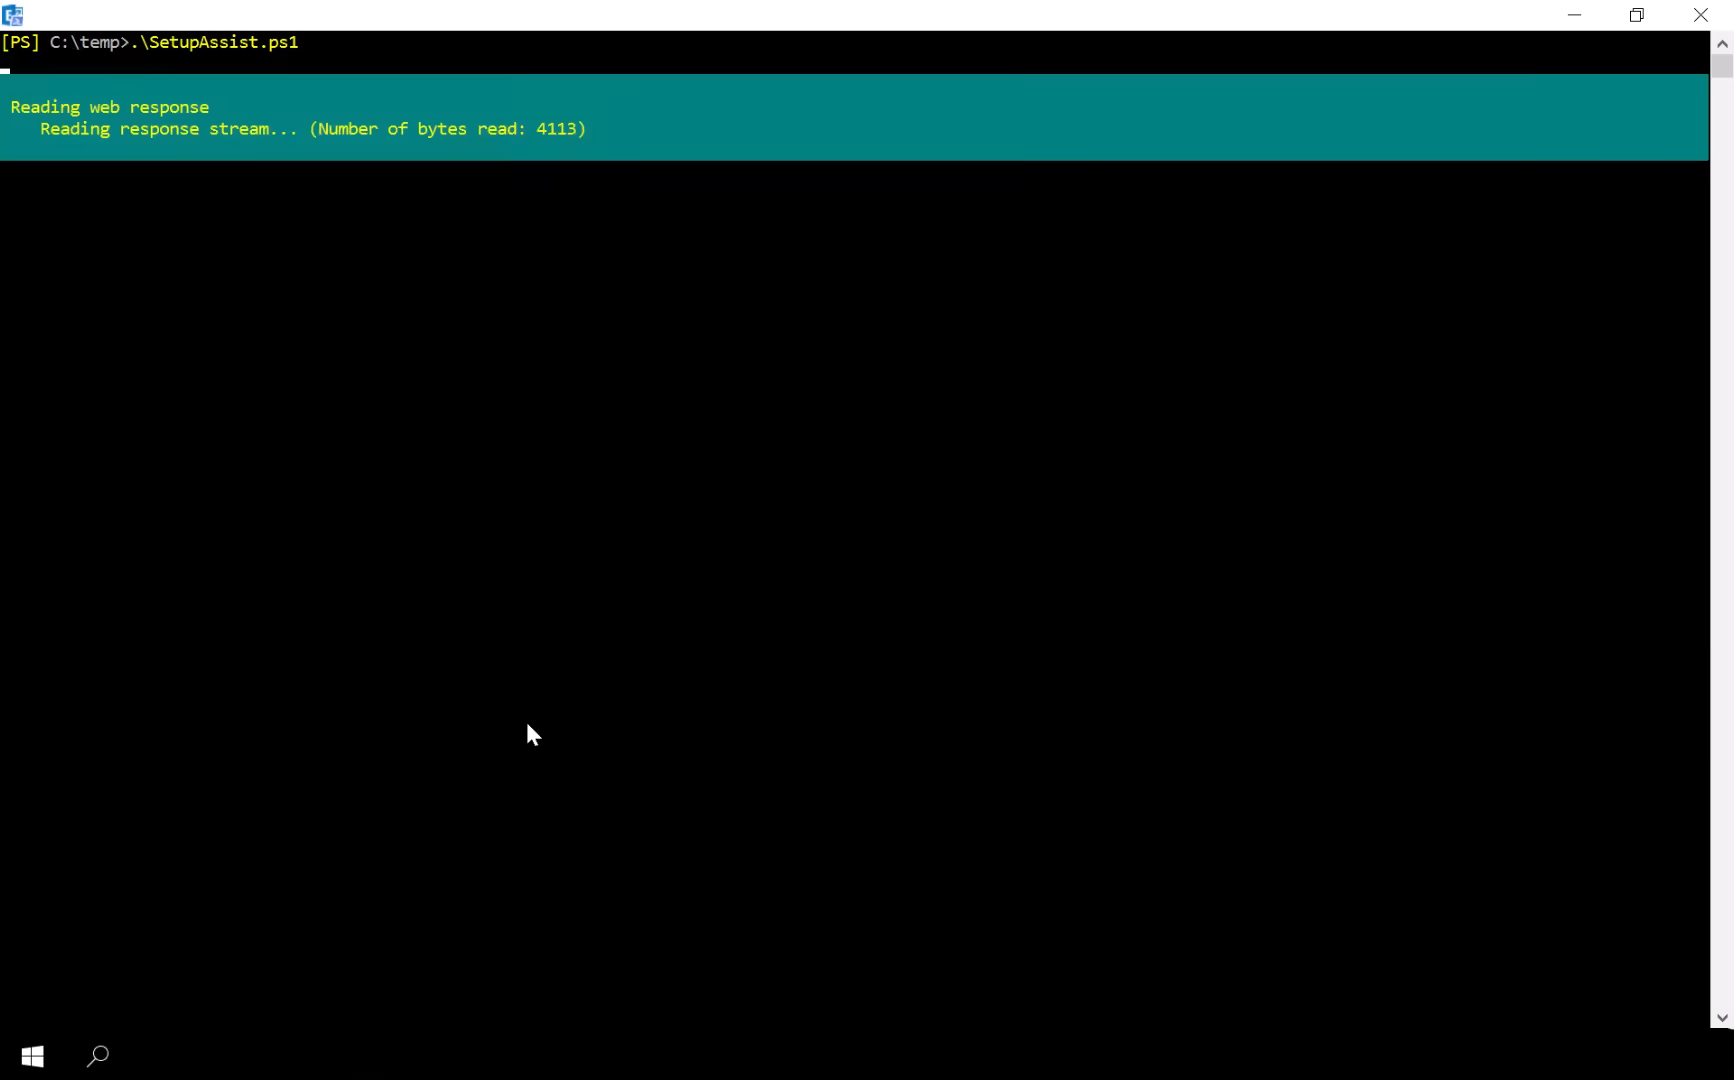 [PS] C:\temp>.\SetupAssist.ps1
Reading web response
Reading response stream... (Number of bytes read: 4113)